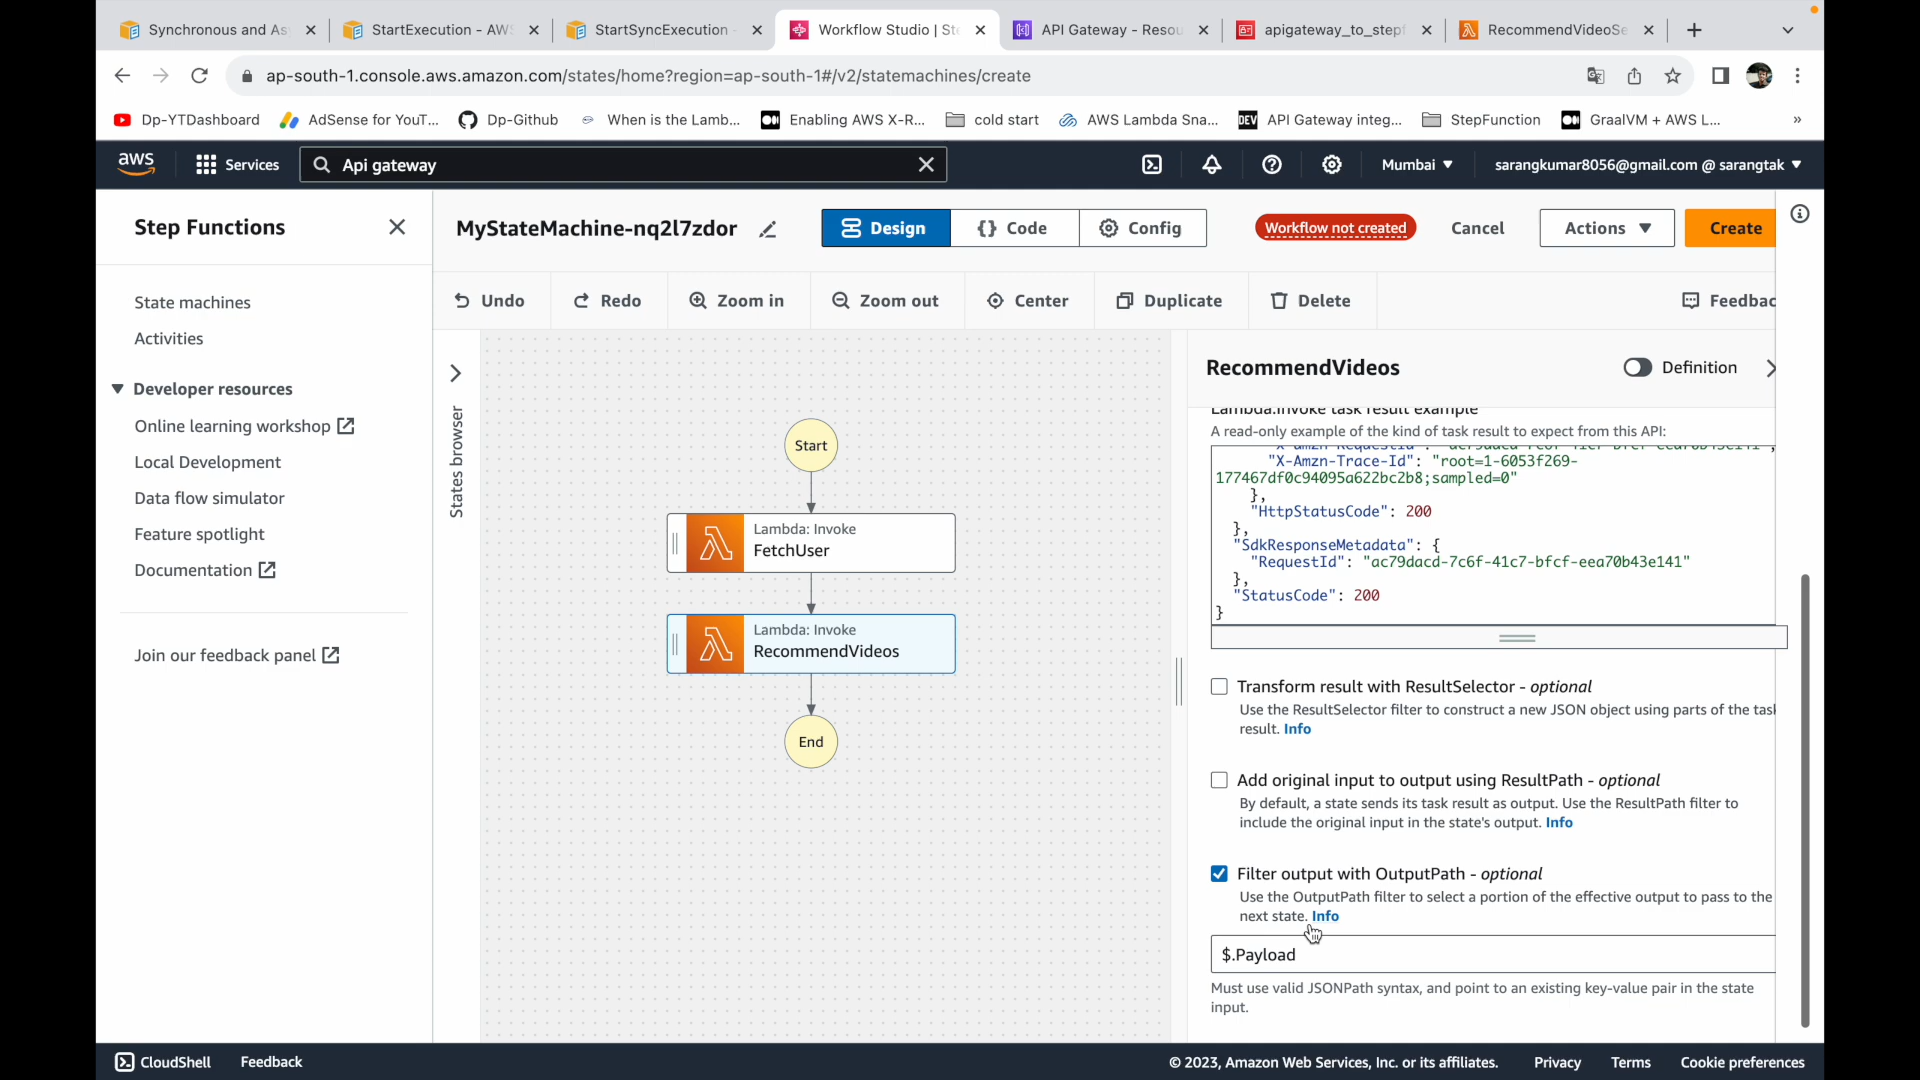 Synchronous and As
StartExecution - AWS
StartSyncExecution -
Workflow Studio | Ste
API Gateway - Resou
apigateway_to_stepf
RecommendVideoSe
ap-south-1.console.aws.amazon.com/states/home?region=ap-south-1#/v2/statemachines/create
Dp-YTDashboard
AdSense for YouT...
Dp-Github
When is the Lamb...
Enabling AWS X-R...
cold start
AWS Lambda Sna...
DEV
API Gateway integ...
StepFunction
GraalVM + AWS L...
»
aws
Services
Api gateway
Mumbai
sarangkumar8056@gmail.com @ sarangtak
Step Functions
MyStateMachine-nq2l7zdor
Design
{} Code
Config
Workflow not created
Cancel
Actions
Create
Undo
Redo
Zoom in
Zoom out
Center
Duplicate
Delete
Feedbac
State machines
Activities
Developer resources
Online learning workshop
Local Development
Data flow simulator
Feature spotlight
Documentation
Join our feedback panel
States browser
Start
Lambda: Invoke
FetchUser
Lambda: Invoke
RecommendVideos
End
RecommendVideos
Definition
Lambda:Invoke task result example
A read-only example of the kind of task result to expect from this API:
"X-Amzn-Trace-Id": "root=1-6053f269-
177467df0c94095a622bc2b8;sampled=0"
},
"HttpStatusCode": 200
},
"SdkResponseMetadata": {
"RequestId": "ac79dacd-7c6f-41c7-bfcf-eea70b43e141"
},
"StatusCode": 200
}
Transform result with ResultSelector - optional
Use the ResultSelector filter to construct a new JSON object using parts of the task
result. Info
Add original input to output using ResultPath - optional
By default, a state sends its task result as output. Use the ResultPath filter to
include the original input in the state's output. Info
Filter output with OutputPath - optional
Use the OutputPath filter to select a portion of the effective output to pass to the
next state. Info
$.Payload
Must use valid JSONPath syntax, and point to an existing key-value pair in the state
input.
CloudShell
Feedback
© 2023, Amazon Web Services, Inc. or its affiliates.
Privacy
Terms
Cookie preferences